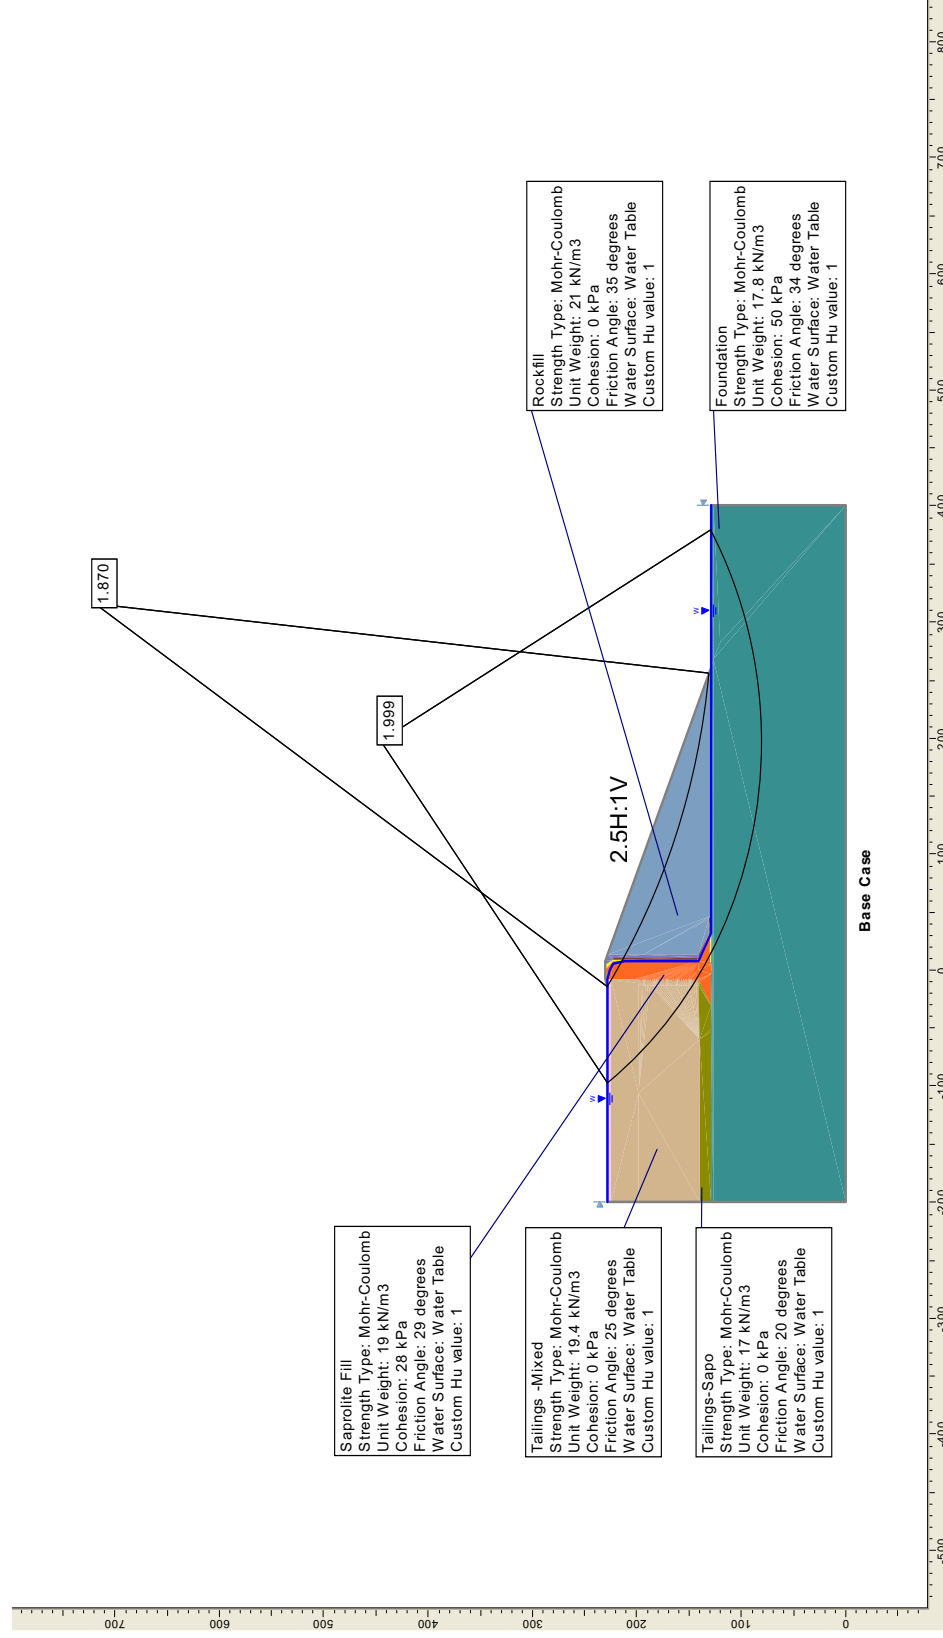 1.870
1.999
2.5H:1V
Rockfill
Strength Type: Mohr-Coulomb
Unit Weight: 21 kN/m3
Cohesion: 0 kPa
Friction Angle: 35 degrees
Water Surface: Water Table
Custom Hu value: 1
Foundation
Strength Type: Mohr-Coulomb
Unit Weight: 17.8 kN/m3
Cohesion: 50 kPa
Friction Angle: 34 degrees
Water Surface: Water Table
Custom Hu value: 1
Saprolite Fill
Strength Type: Mohr-Coulomb
Unit Weight: 19 kN/m3
Cohesion: 28 kPa
Friction Angle: 29 degrees
Water Surface: Water Table
Custom Hu value: 1
Tailings -Mixed
Strength Type: Mohr-Coulomb
Unit Weight: 19.4 kN/m3
Cohesion: 0 kPa
Friction Angle: 25 degrees
Water Surface: Water Table
Custom Hu value: 1
Tailings-Sapo
Strength Type: Mohr-Coulomb
Unit Weight: 17 kN/m3
Cohesion: 0 kPa
Friction Angle: 20 degrees
Water Surface: Water Table
Custom Hu value: 1
W
W
Base Case
700
600
500
400
300
200
100
0
-500
-400
-300
-200
-100
0
100
200
300
400
500
600
700
800